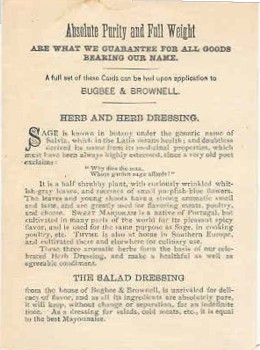 Absolute Purity and Full Weight
ARE WHAT WE GUARANTEE FOR ALL GOODS
BEARING OUR NAME.
A full set of these Cards can be had upon application to
BUGBEE & BROWNELL.
HERB AND HERB DRESSING.
SAGE is known in botany under the generic name of
Salvia, which in the Latin means health; and doubtless
derived its name from its medicinal properties, which
must have been always highly esteemed, since a very old poet
exclaims:
"Why dies the man,
Whose garden sage affords?"
It is a half shrubby plant, with curiously wrinkled whit-
ish-grey leaves, and racemes of small purplish-blue flowers.
The leaves and young shoots have a strong aromatic smell
and taste, and are greatly used for flavoring meats, poultry,
and cheese. SWEET MARJORAM is a native of Portugal, but
cultivated in many parts of the world for its pleasant spicy
flavor, and is used for the same purpose as Sage, in cooking
poultry, etc. THYME is also at home in Southern Europe,
and cultivated there and elsewhere for culinary use.
These three aromatic herbs form the basis of our cele-
brated Herb Dressing, and make a healthful as well as
agreeable condiment.
THE SALAD DRESSING
from the house of Bugbee & Brownell, is unrivaled for deli-
cacy of flavor, and as all its ingredients are absolutely pure,
it will keep, without change or separation, for an indefinite
time. As a dressing for salads, cold meats, etc., it is equal
to the best Mayonnaise.